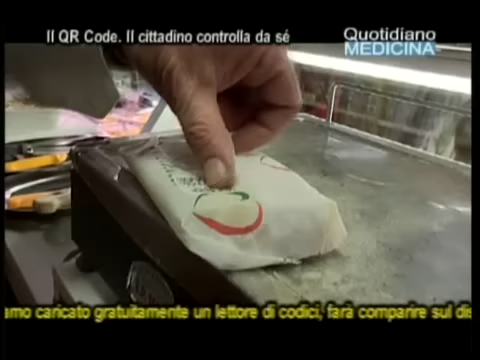 Il QR Code. Il cittadino controlla da sé
Quotidiano
MEDICINA
amo caricato gratuitamente un lettore di codici, farà comparire sul dis